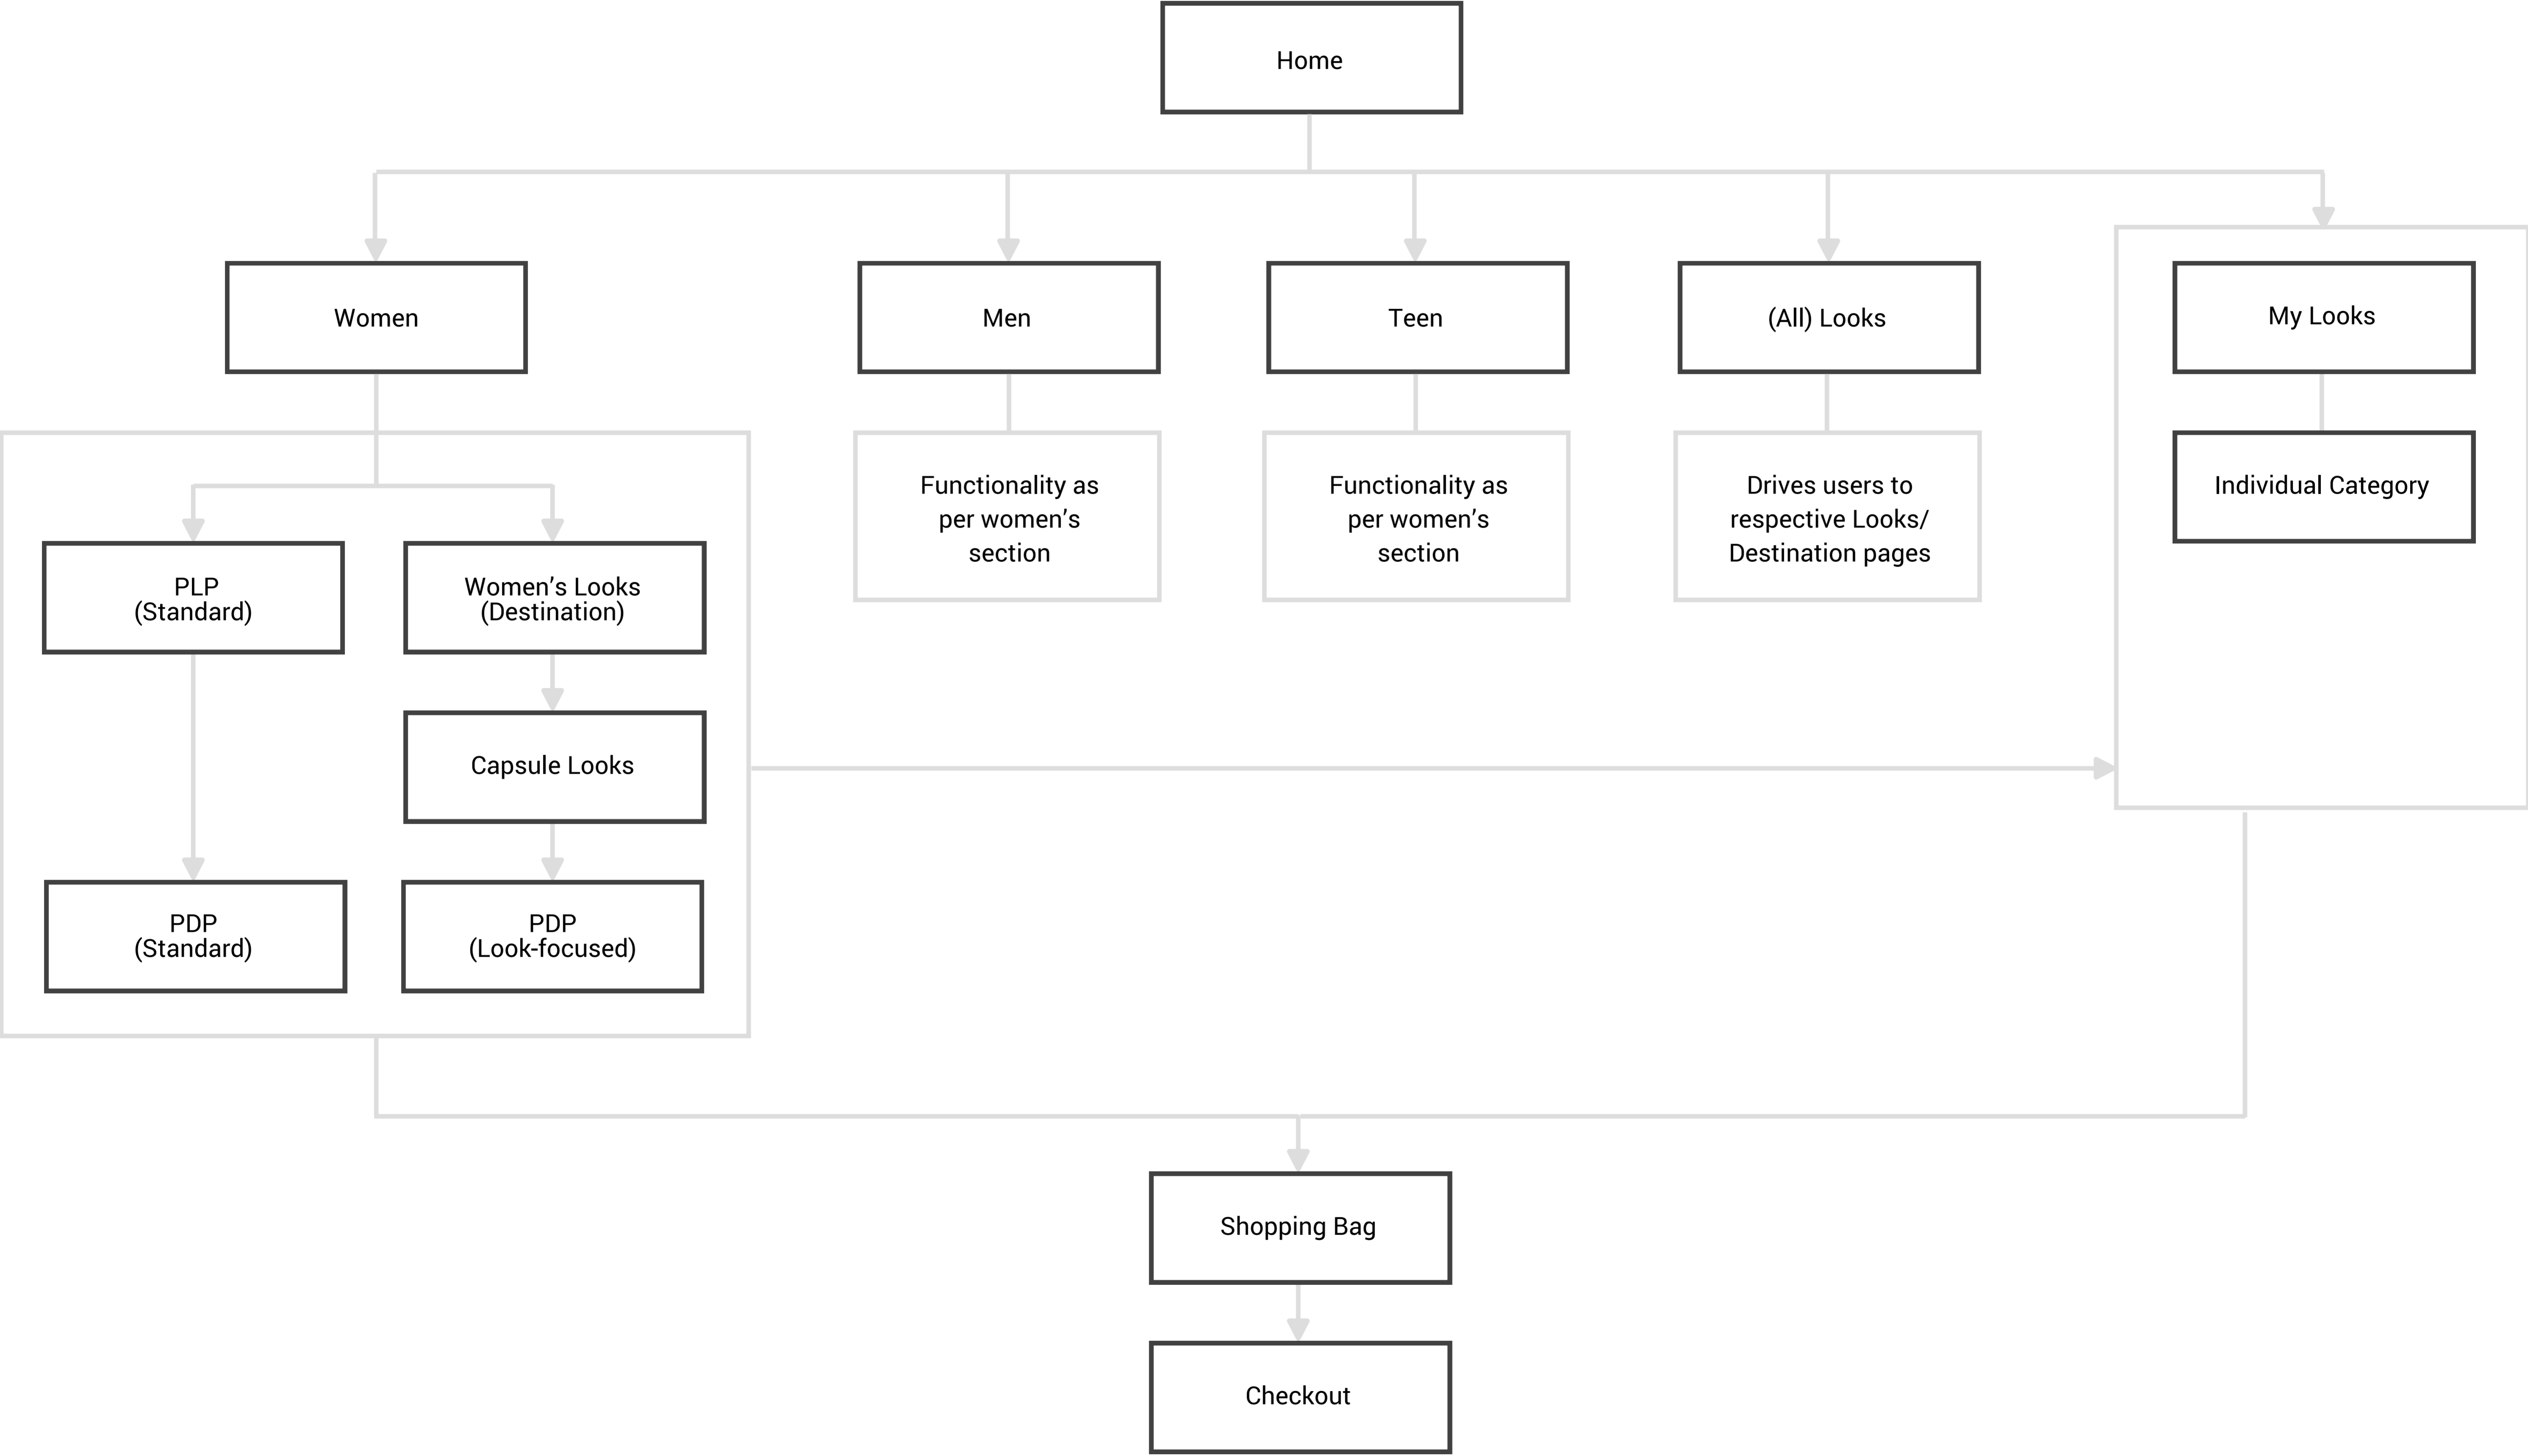 Home
Women
Men
Teen
(All) Looks
My Looks
Functionality as
per women’s
section
Functionality as
per women’s
section
Drives users to
respective Looks/
Destination pages
Individual Category
PLP
(Standard)
Women’s Looks
(Destination)
Capsule Looks
PDP
(Standard)
PDP
(Look-focused)
Shopping Bag
Checkout